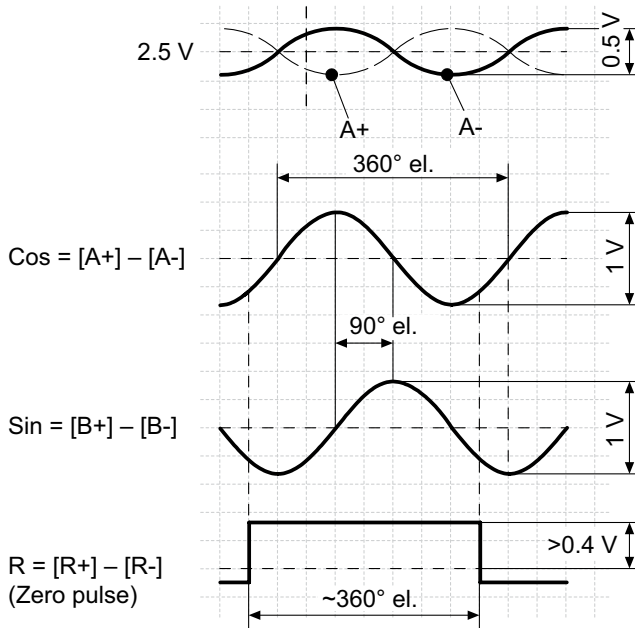 2.5 V
0.5 V
A+
A-
360° el.
Cos = [A+] – [A-]
1 V
90° el.
Sin = [B+] – [B-]
1 V
>0.4 V
R = [R+] – [R-]
(Zero pulse)
~360° el.